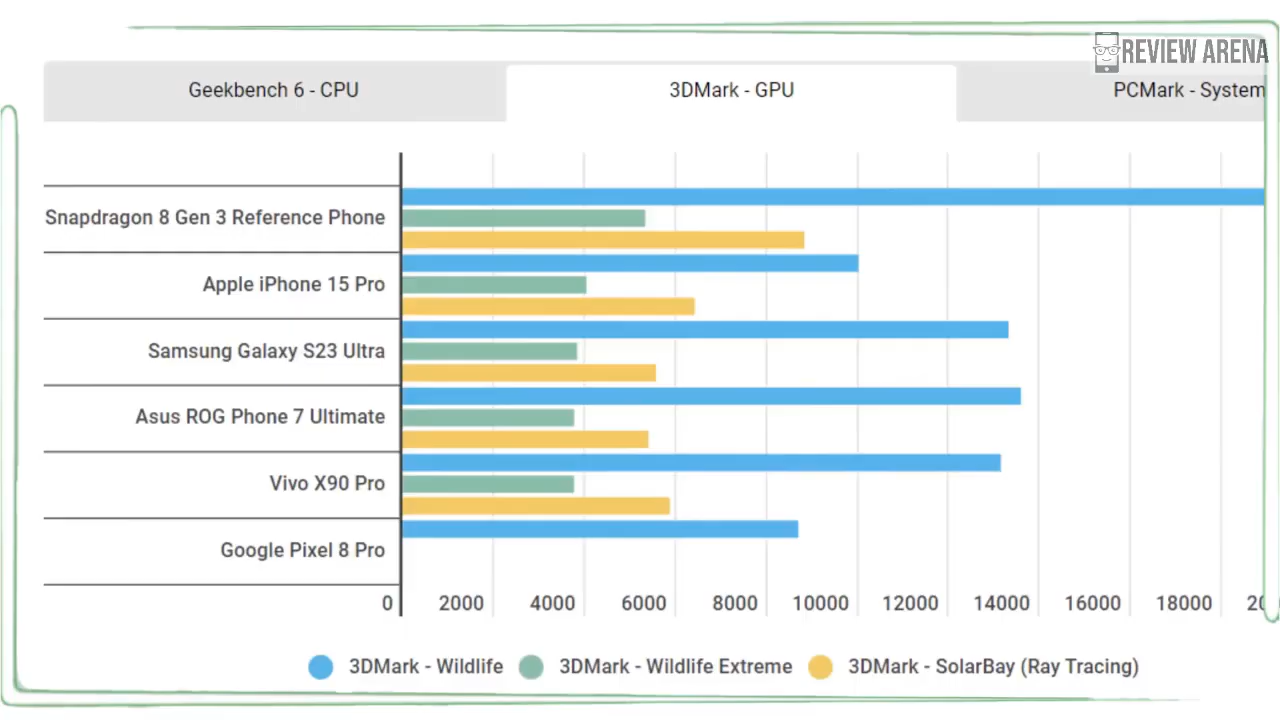 REVIEW ARENA
Geekbench 6 - CPU
3DMark - GPU
PCMark - System
Snapdragon 8 Gen 3 Reference Phone
Apple iPhone 15 Pro
Samsung Galaxy S23 Ultra
Asus ROG Phone 7 Ultimate
Vivo X90 Pro
Google Pixel 8 Pro
0 2000 4000 6000 8000 10000 12000 14000 16000 18000
3DMark - Wildlife 3DMark - Wildlife Extreme 3DMark - SolarBay (Ray Tracing)